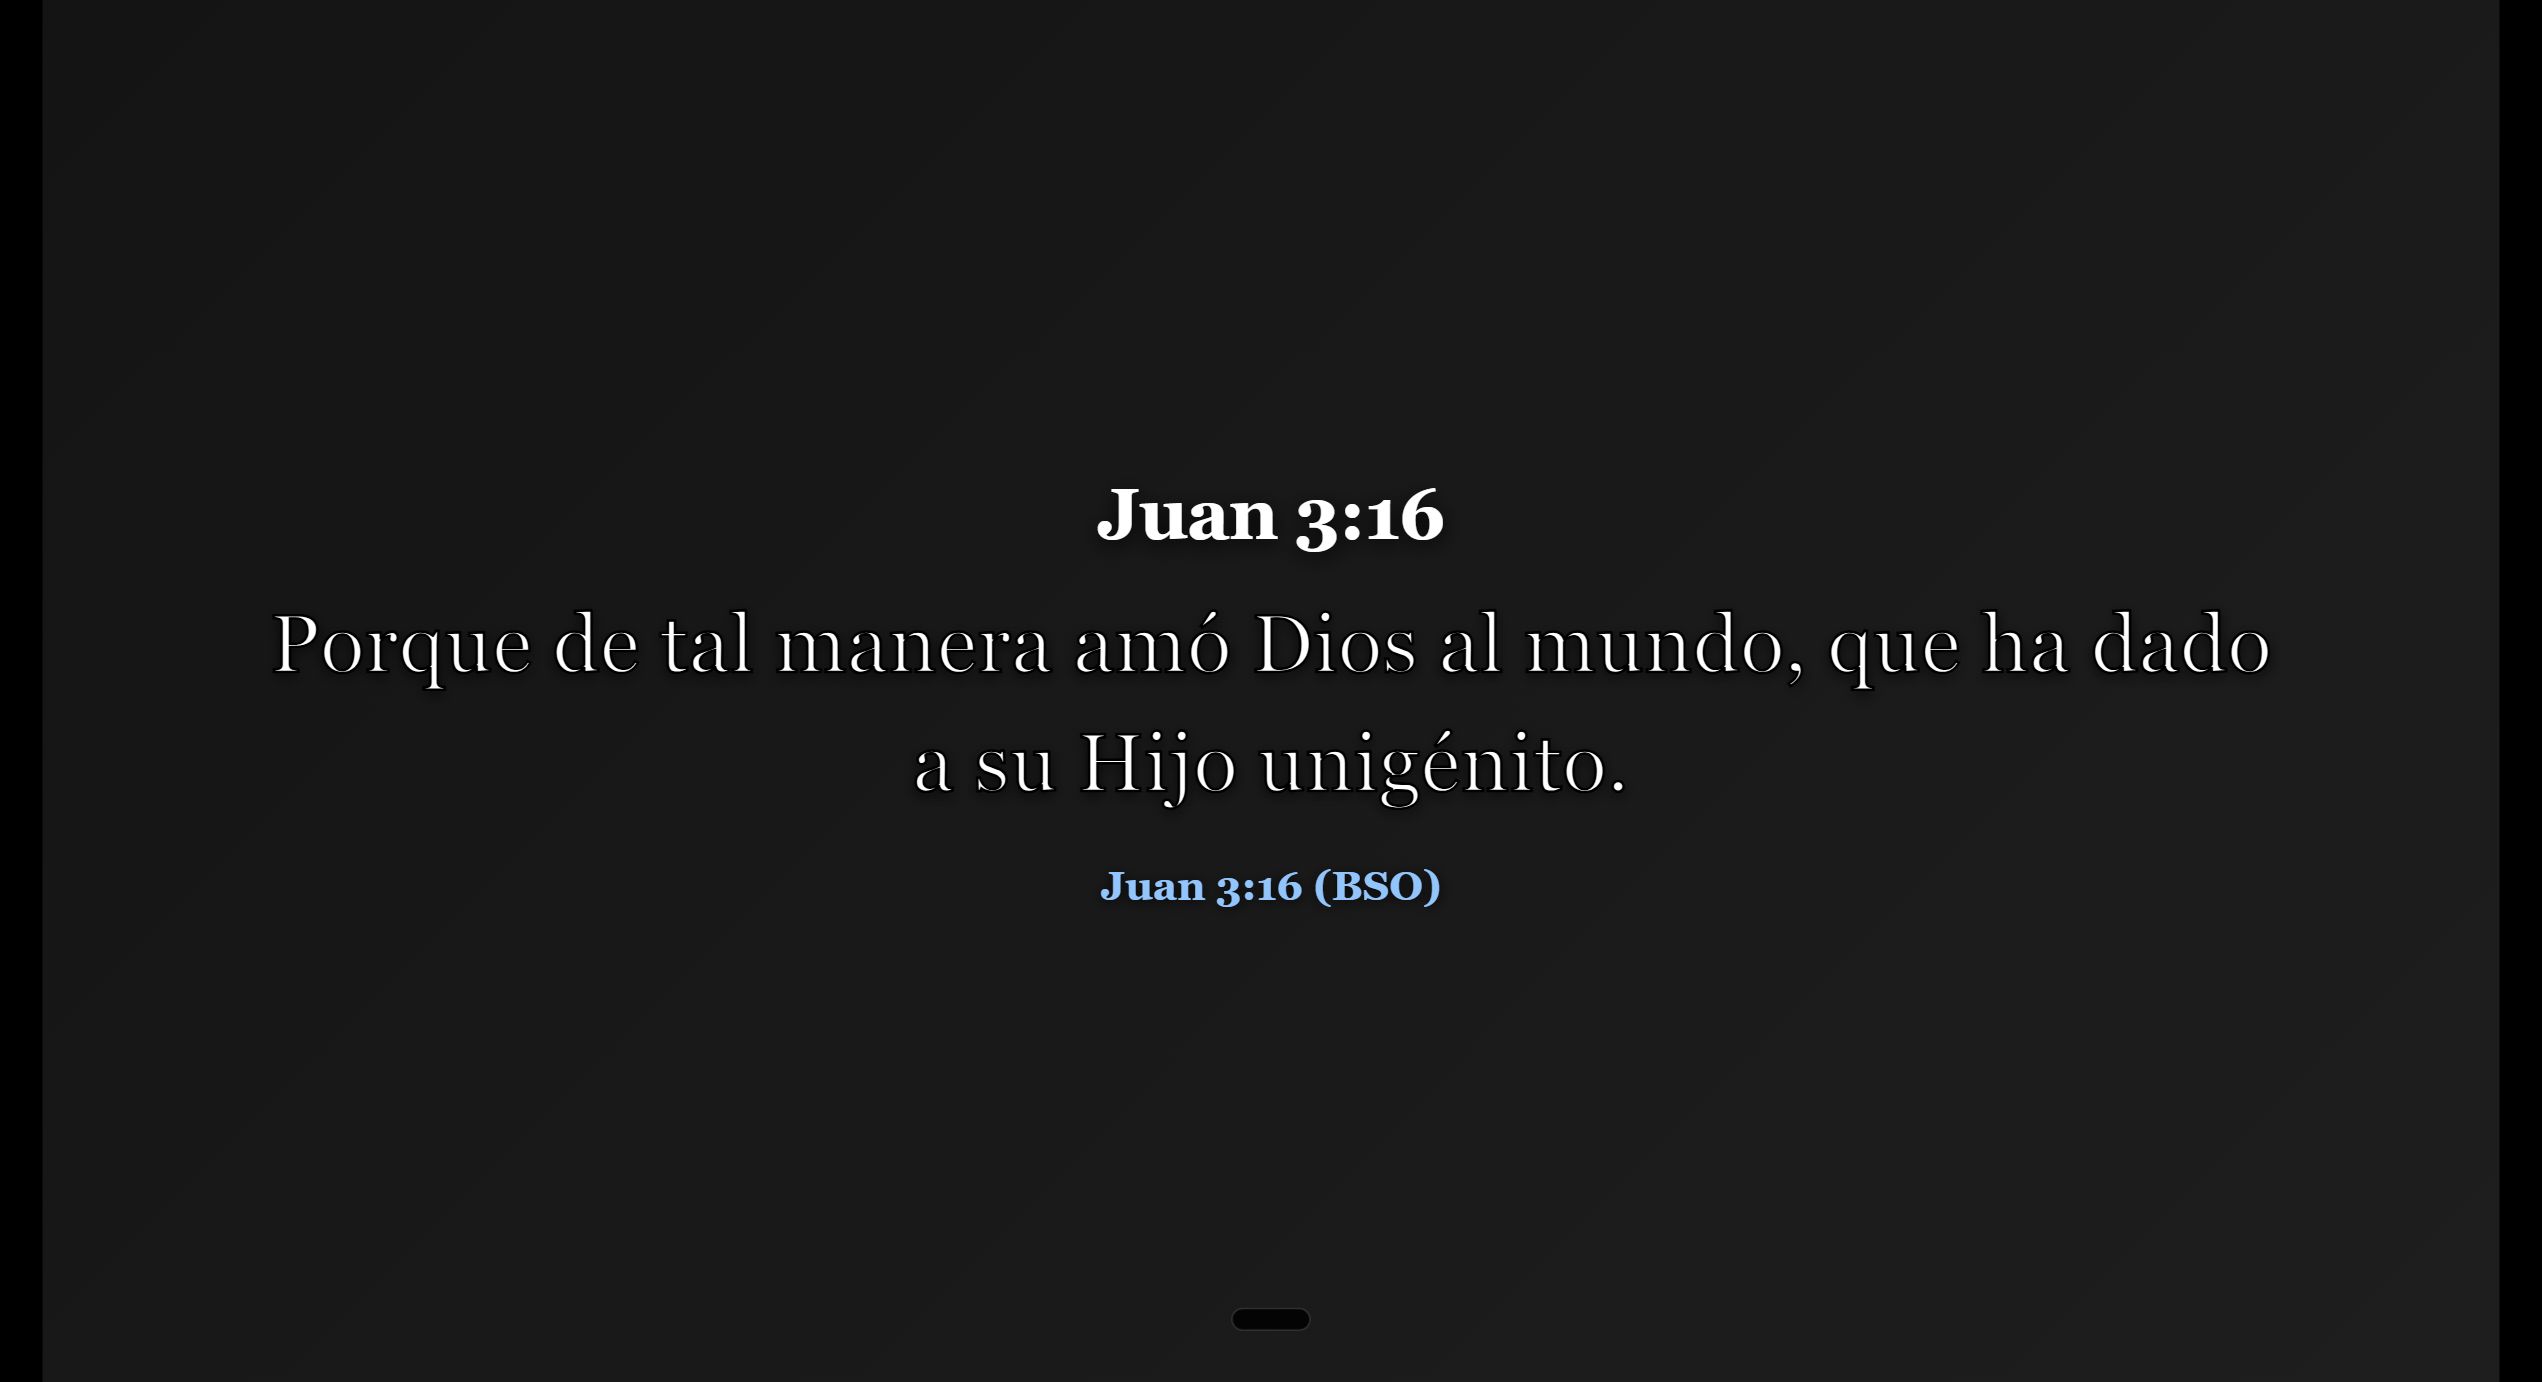 Juan 3:16
Porque de tal manera amó Dios al mundo, que ha dado
a su Hijo unigénito.
Juan 3:16 (BSO)